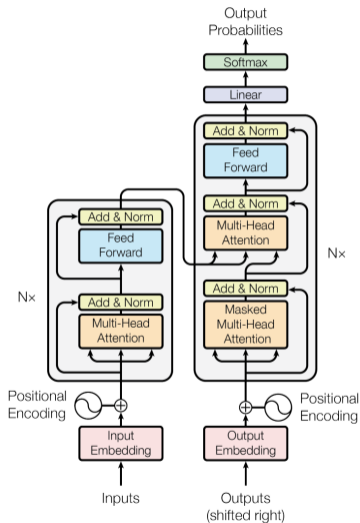 Output
Probabilities
Softmax
Linear
Add & Norm
Feed
Forward
Add & Norm
Multi-Head
Attention
Add & Norm
Masked
Multi-Head
Attention
N×
Add & Norm
Feed
Forward
Add & Norm
Multi-Head
Attention
N×
Positional
Encoding
Positional
Encoding
Input
Embedding
Output
Embedding
Inputs
Outputs
(shifted right)